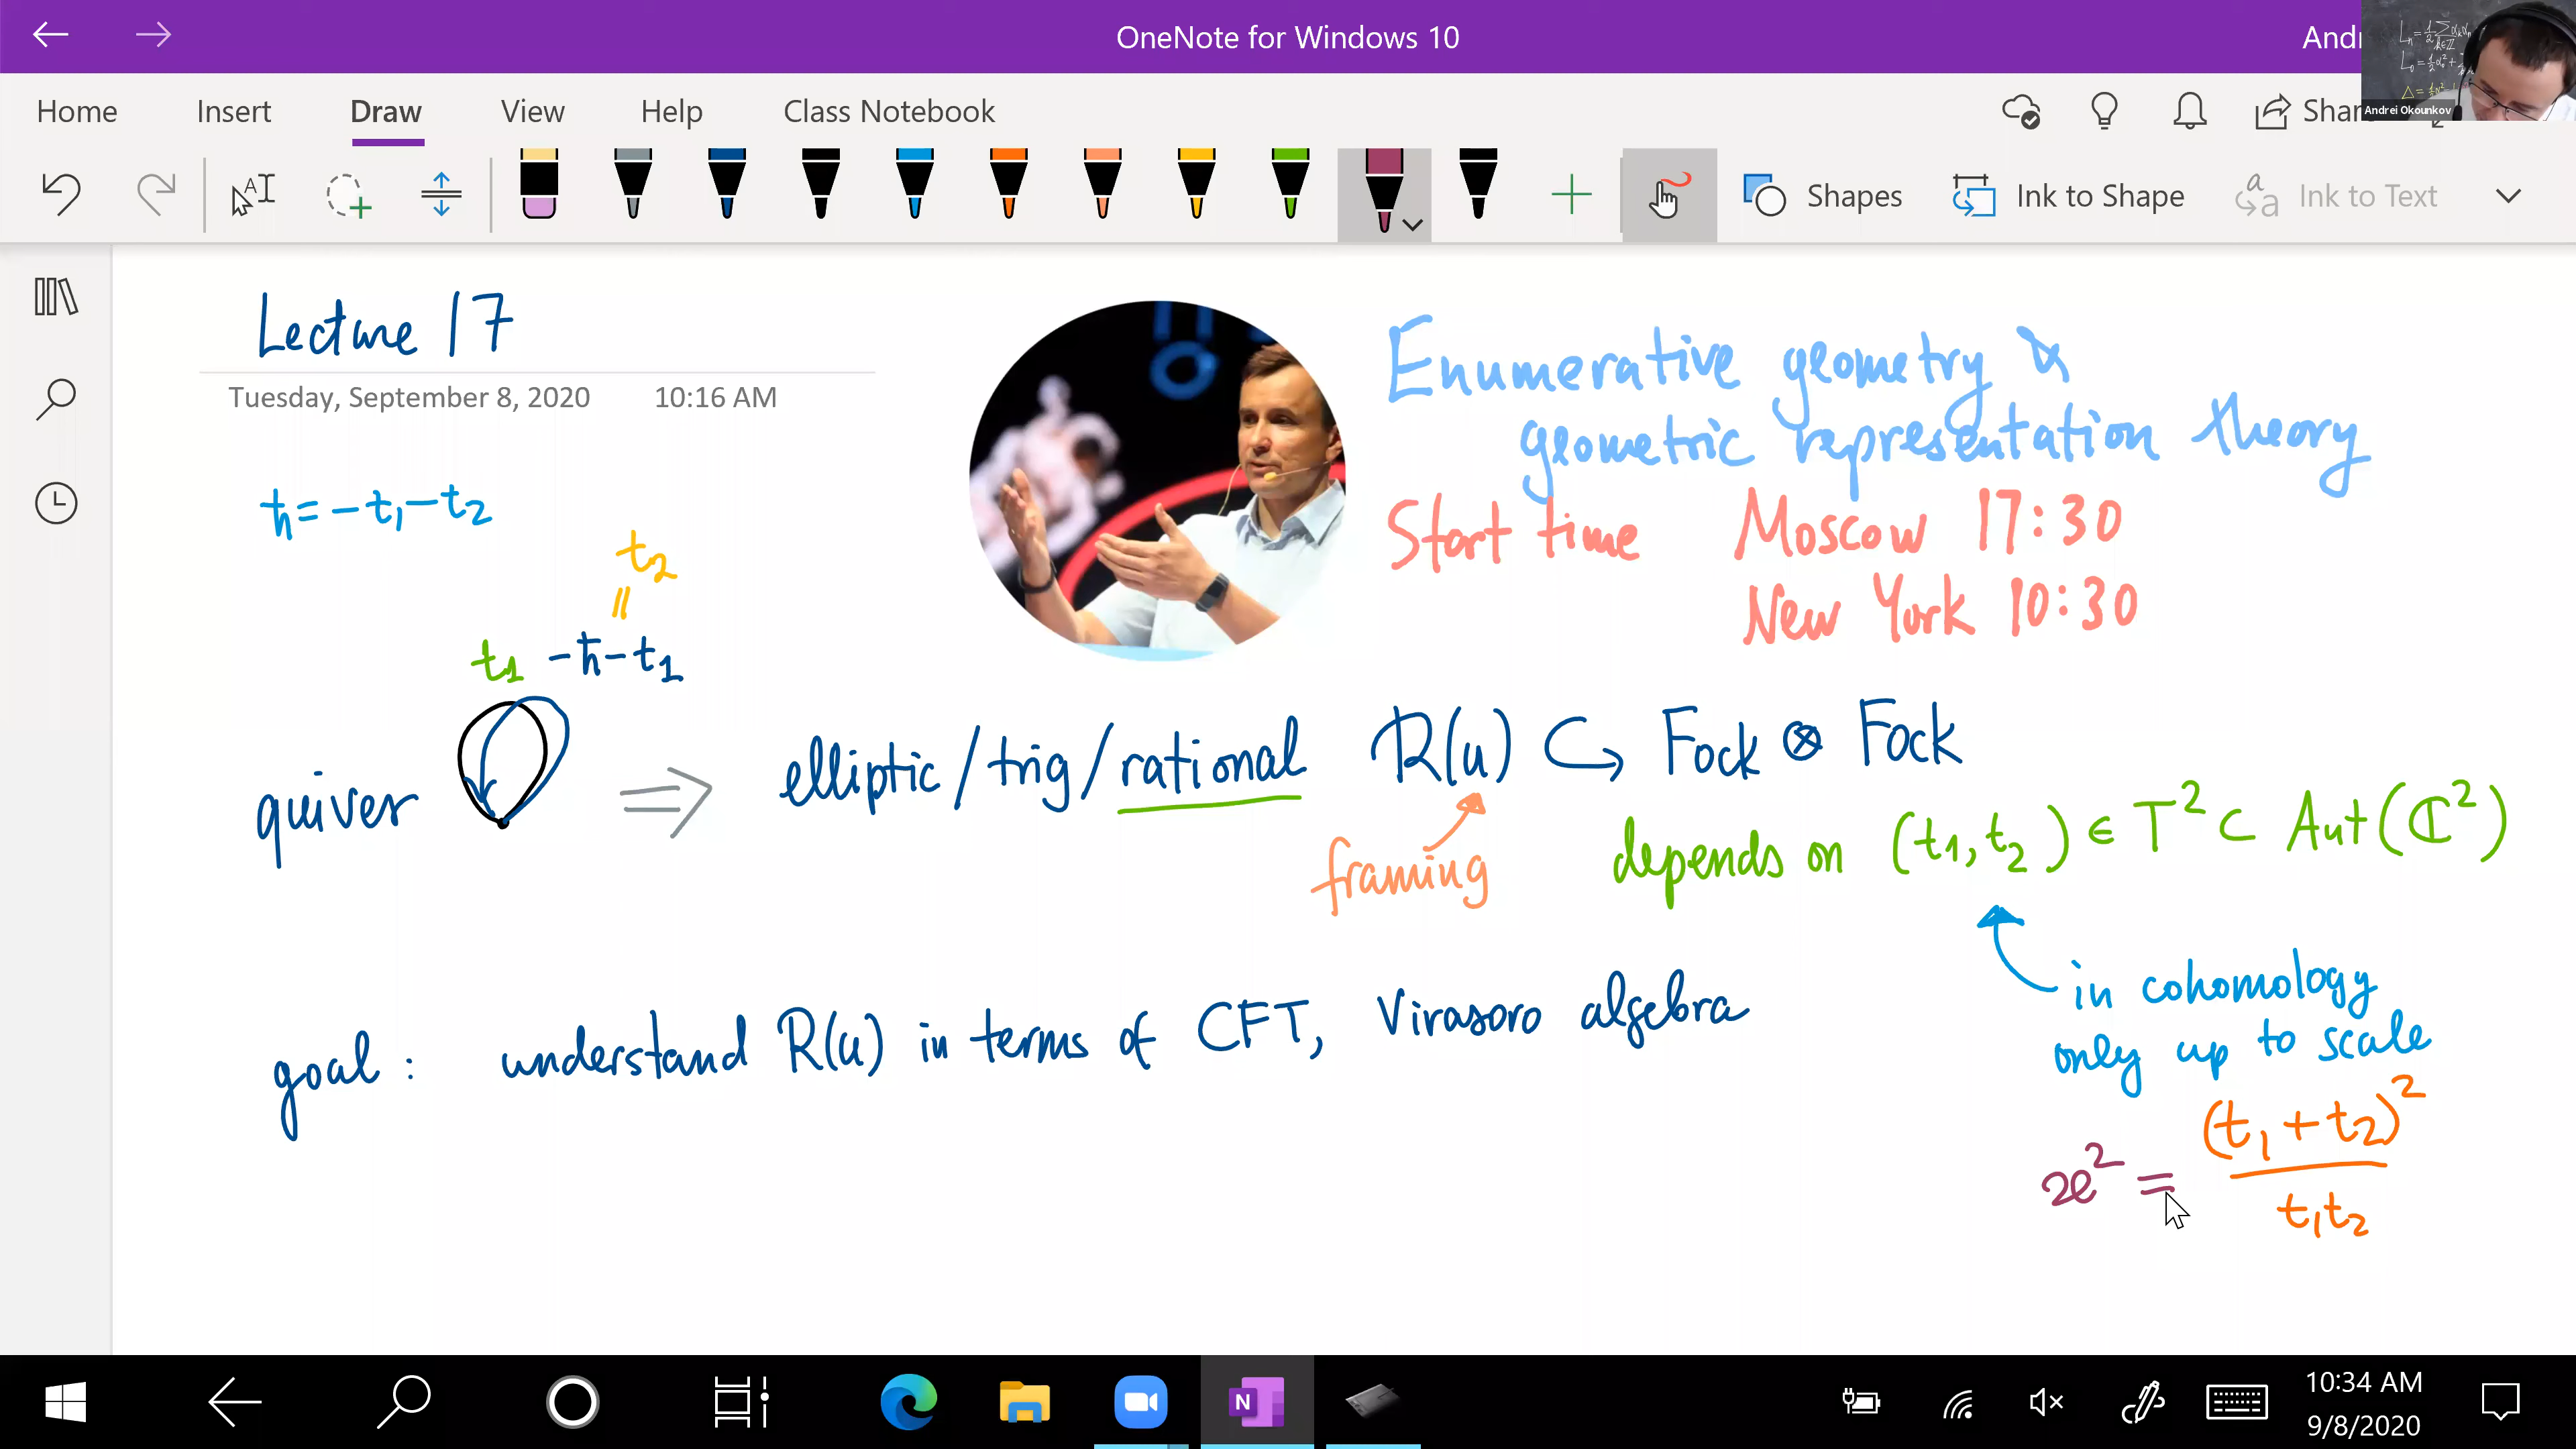 OneNote for Windows 10
Andr
Home Insert Draw View Help Class Notebook Shar
Andrei Okounkov
Shapes Ink to Shape Ink to Text
Lecture 17
Tuesday, September 8, 2020 10:16 AM
Enumerative geometry &
geometric representation theory
Start time Moscow 17:30
New York 10:30
ħ = -t₁ - t₂
t₂
||
t₁ -ħ-t₁
quiver ⇒ elliptic/trig/rational R(u) ↪ Fock ⊗ Fock
framing
depends on (t₁, t₂) ∈ T² ⊂ Aut(ℂ²)
in cohomology
only up to scale
goal: understand R(u) in terms of CFT, Virasoro algebra
æ² = (t₁+t₂)² / t₁t₂
N
10:34 AM
9/8/2020